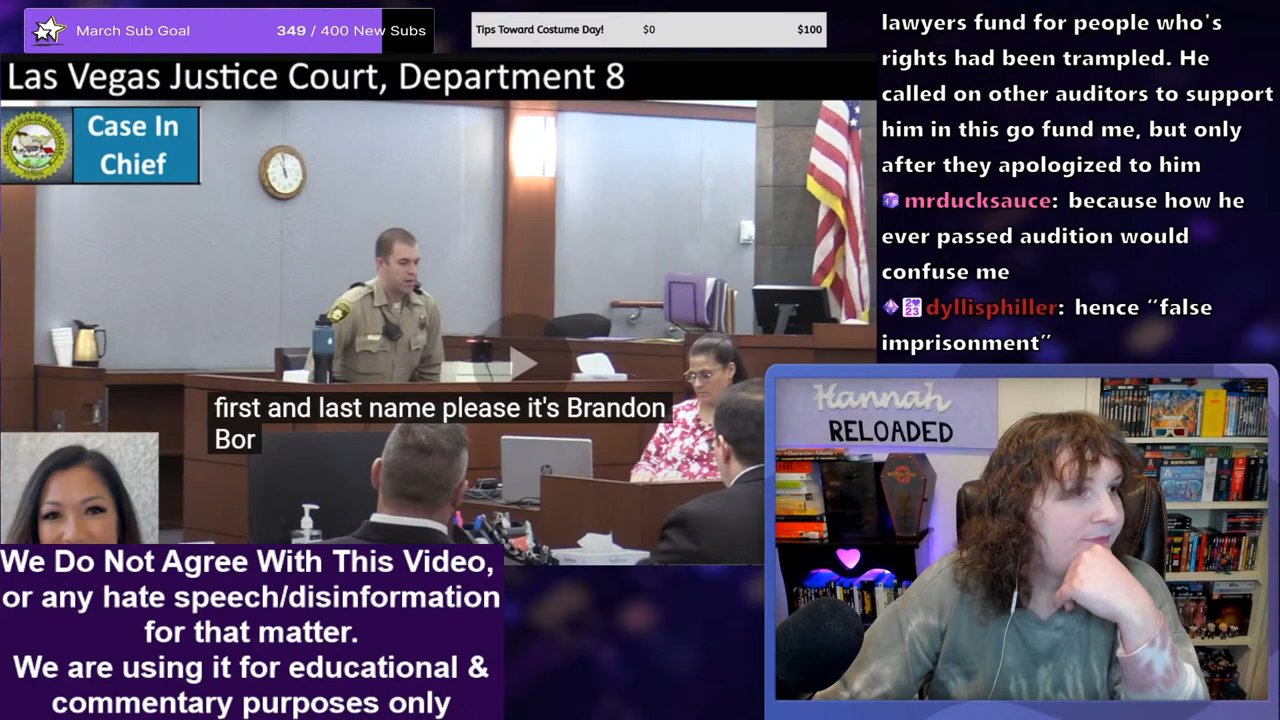 March Sub Goal 349 / 400 New Subs
Tips Toward Costume Day! $0 $100
Las Vegas Justice Court, Department 8
Case In
Chief
first and last name please it's Brandon
Bor
We Do Not Agree With This Video,
or any hate speech/disinformation
for that matter.
We are using it for educational &
commentary purposes only
lawyers fund for people who's
rights had been trampled. He
called on other auditors to support
him in this go fund me, but only
after they apologized to him
mrducksauce: because how he
ever passed audition would
confuse me
dyllisphiller: hence “false
imprisonment”
Hannah
RELOADED